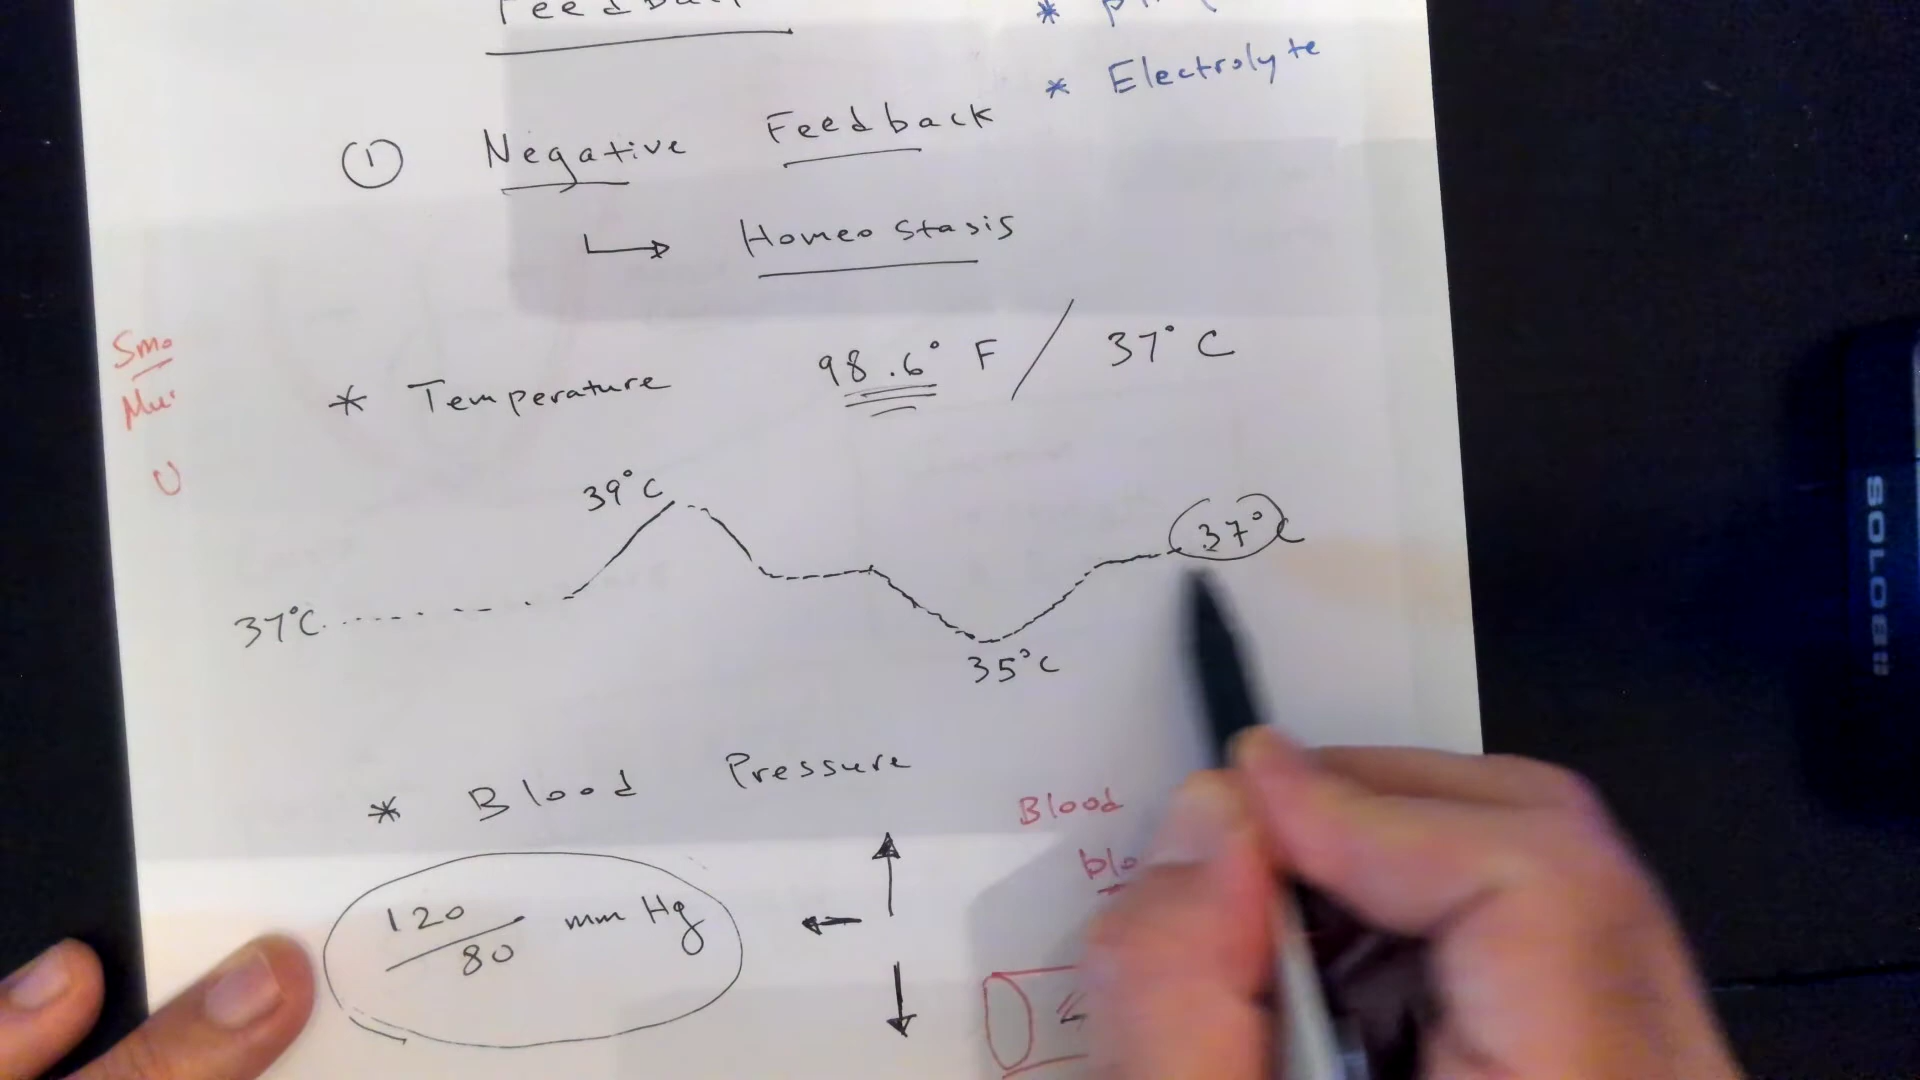 Feedback
* Electrolyte
① Negative Feedback
↳ Homeostasis
* Temperature 98.6° F / 37° C
39°C
37°C
37°C
35°C
* Blood Pressure
Blood
120/80 mm Hg
SOLO8